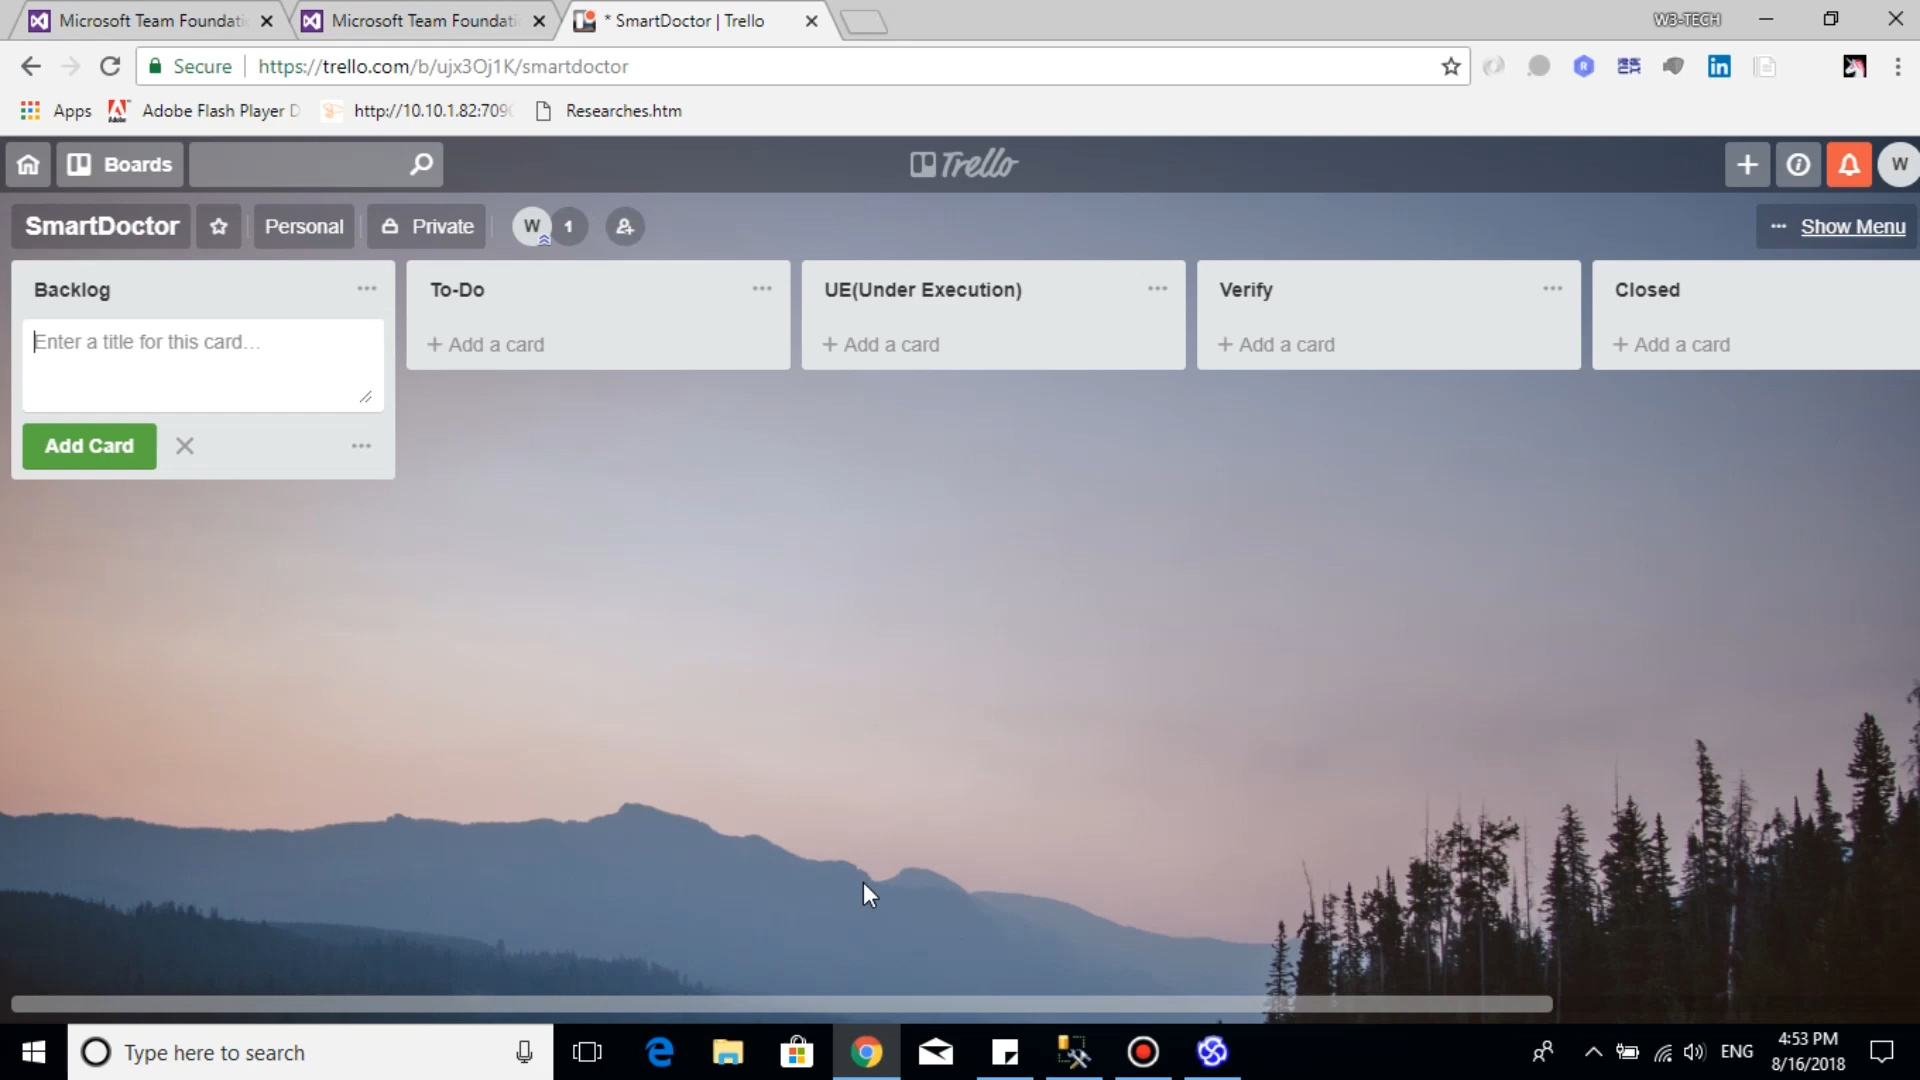 Microsoft Team Foundati
Microsoft Team Foundati
* SmartDoctor | Trello
W3-TECH
Secure
https://trello.com/b/ujx3Oj1K/smartdoctor
Apps
Adobe Flash Player D
http://10.10.1.82:709
Researches.htm
Boards
Trello
W
SmartDoctor
Personal
Private
W
1
Show Menu
Backlog
To-Do
UE(Under Execution)
Verify
Closed
Enter a title for this card...
+ Add a card
+ Add a card
+ Add a card
+ Add a card
Add Card
Type here to search
ENG
4:53 PM
8/16/2018